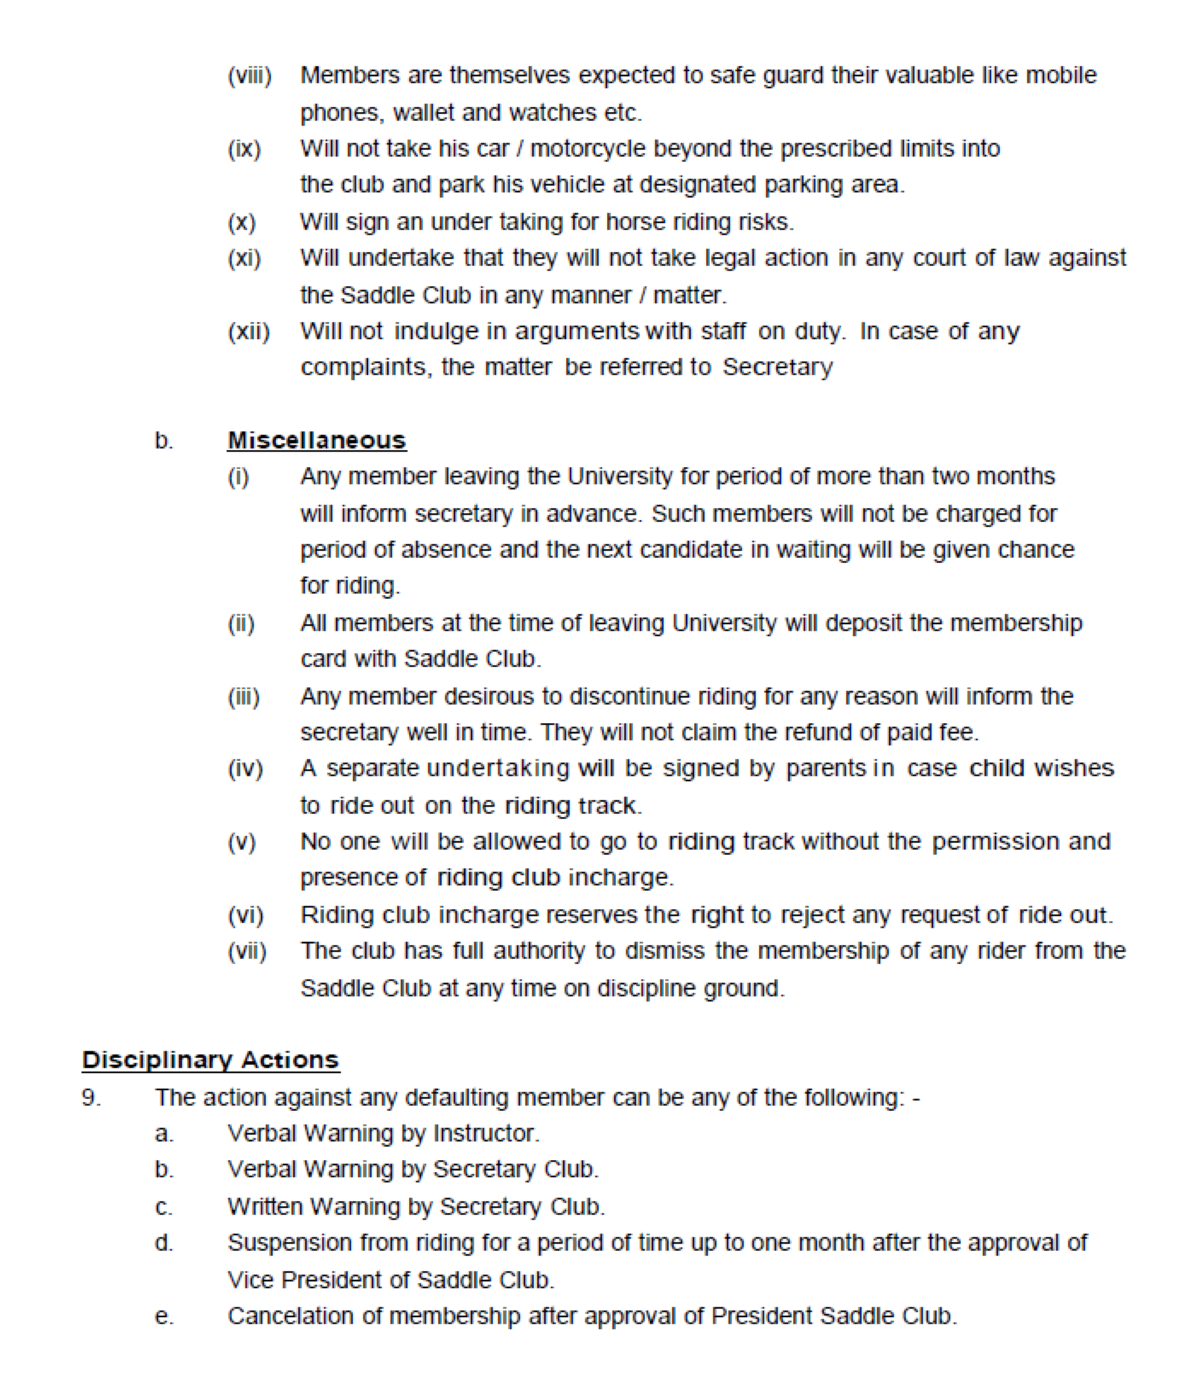 (viii) Members are themselves expected to safe guard their valuable like mobile
phones, wallet and watches etc.
(ix) Will not take his car / motorcycle beyond the prescribed limits into
the club and park his vehicle at designated parking area.
(x) Will sign an under taking for horse riding risks.
(xi) Will undertake that they will not take legal action in any court of law against
the Saddle Club in any manner / matter.
(xii) Will not indulge in arguments with staff on duty. In case of any
complaints, the matter be referred to Secretary
b. Miscellaneous
(i) Any member leaving the University for period of more than two months
will inform secretary in advance. Such members will not be charged for
period of absence and the next candidate in waiting will be given chance
for riding.
(ii) All members at the time of leaving University will deposit the membership
card with Saddle Club.
(iii) Any member desirous to discontinue riding for any reason will inform the
secretary well in time. They will not claim the refund of paid fee.
(iv) A separate undertaking will be signed by parents in case child wishes
to ride out on the riding track.
(v) No one will be allowed to go to riding track without the permission and
presence of riding club incharge.
(vi) Riding club incharge reserves the right to reject any request of ride out.
(vii) The club has full authority to dismiss the membership of any rider from the
Saddle Club at any time on discipline ground.
Disciplinary Actions
9. The action against any defaulting member can be any of the following: -
a. Verbal Warning by Instructor.
b. Verbal Warning by Secretary Club.
c. Written Warning by Secretary Club.
d. Suspension from riding for a period of time up to one month after the approval of
Vice President of Saddle Club.
e. Cancelation of membership after approval of President Saddle Club.